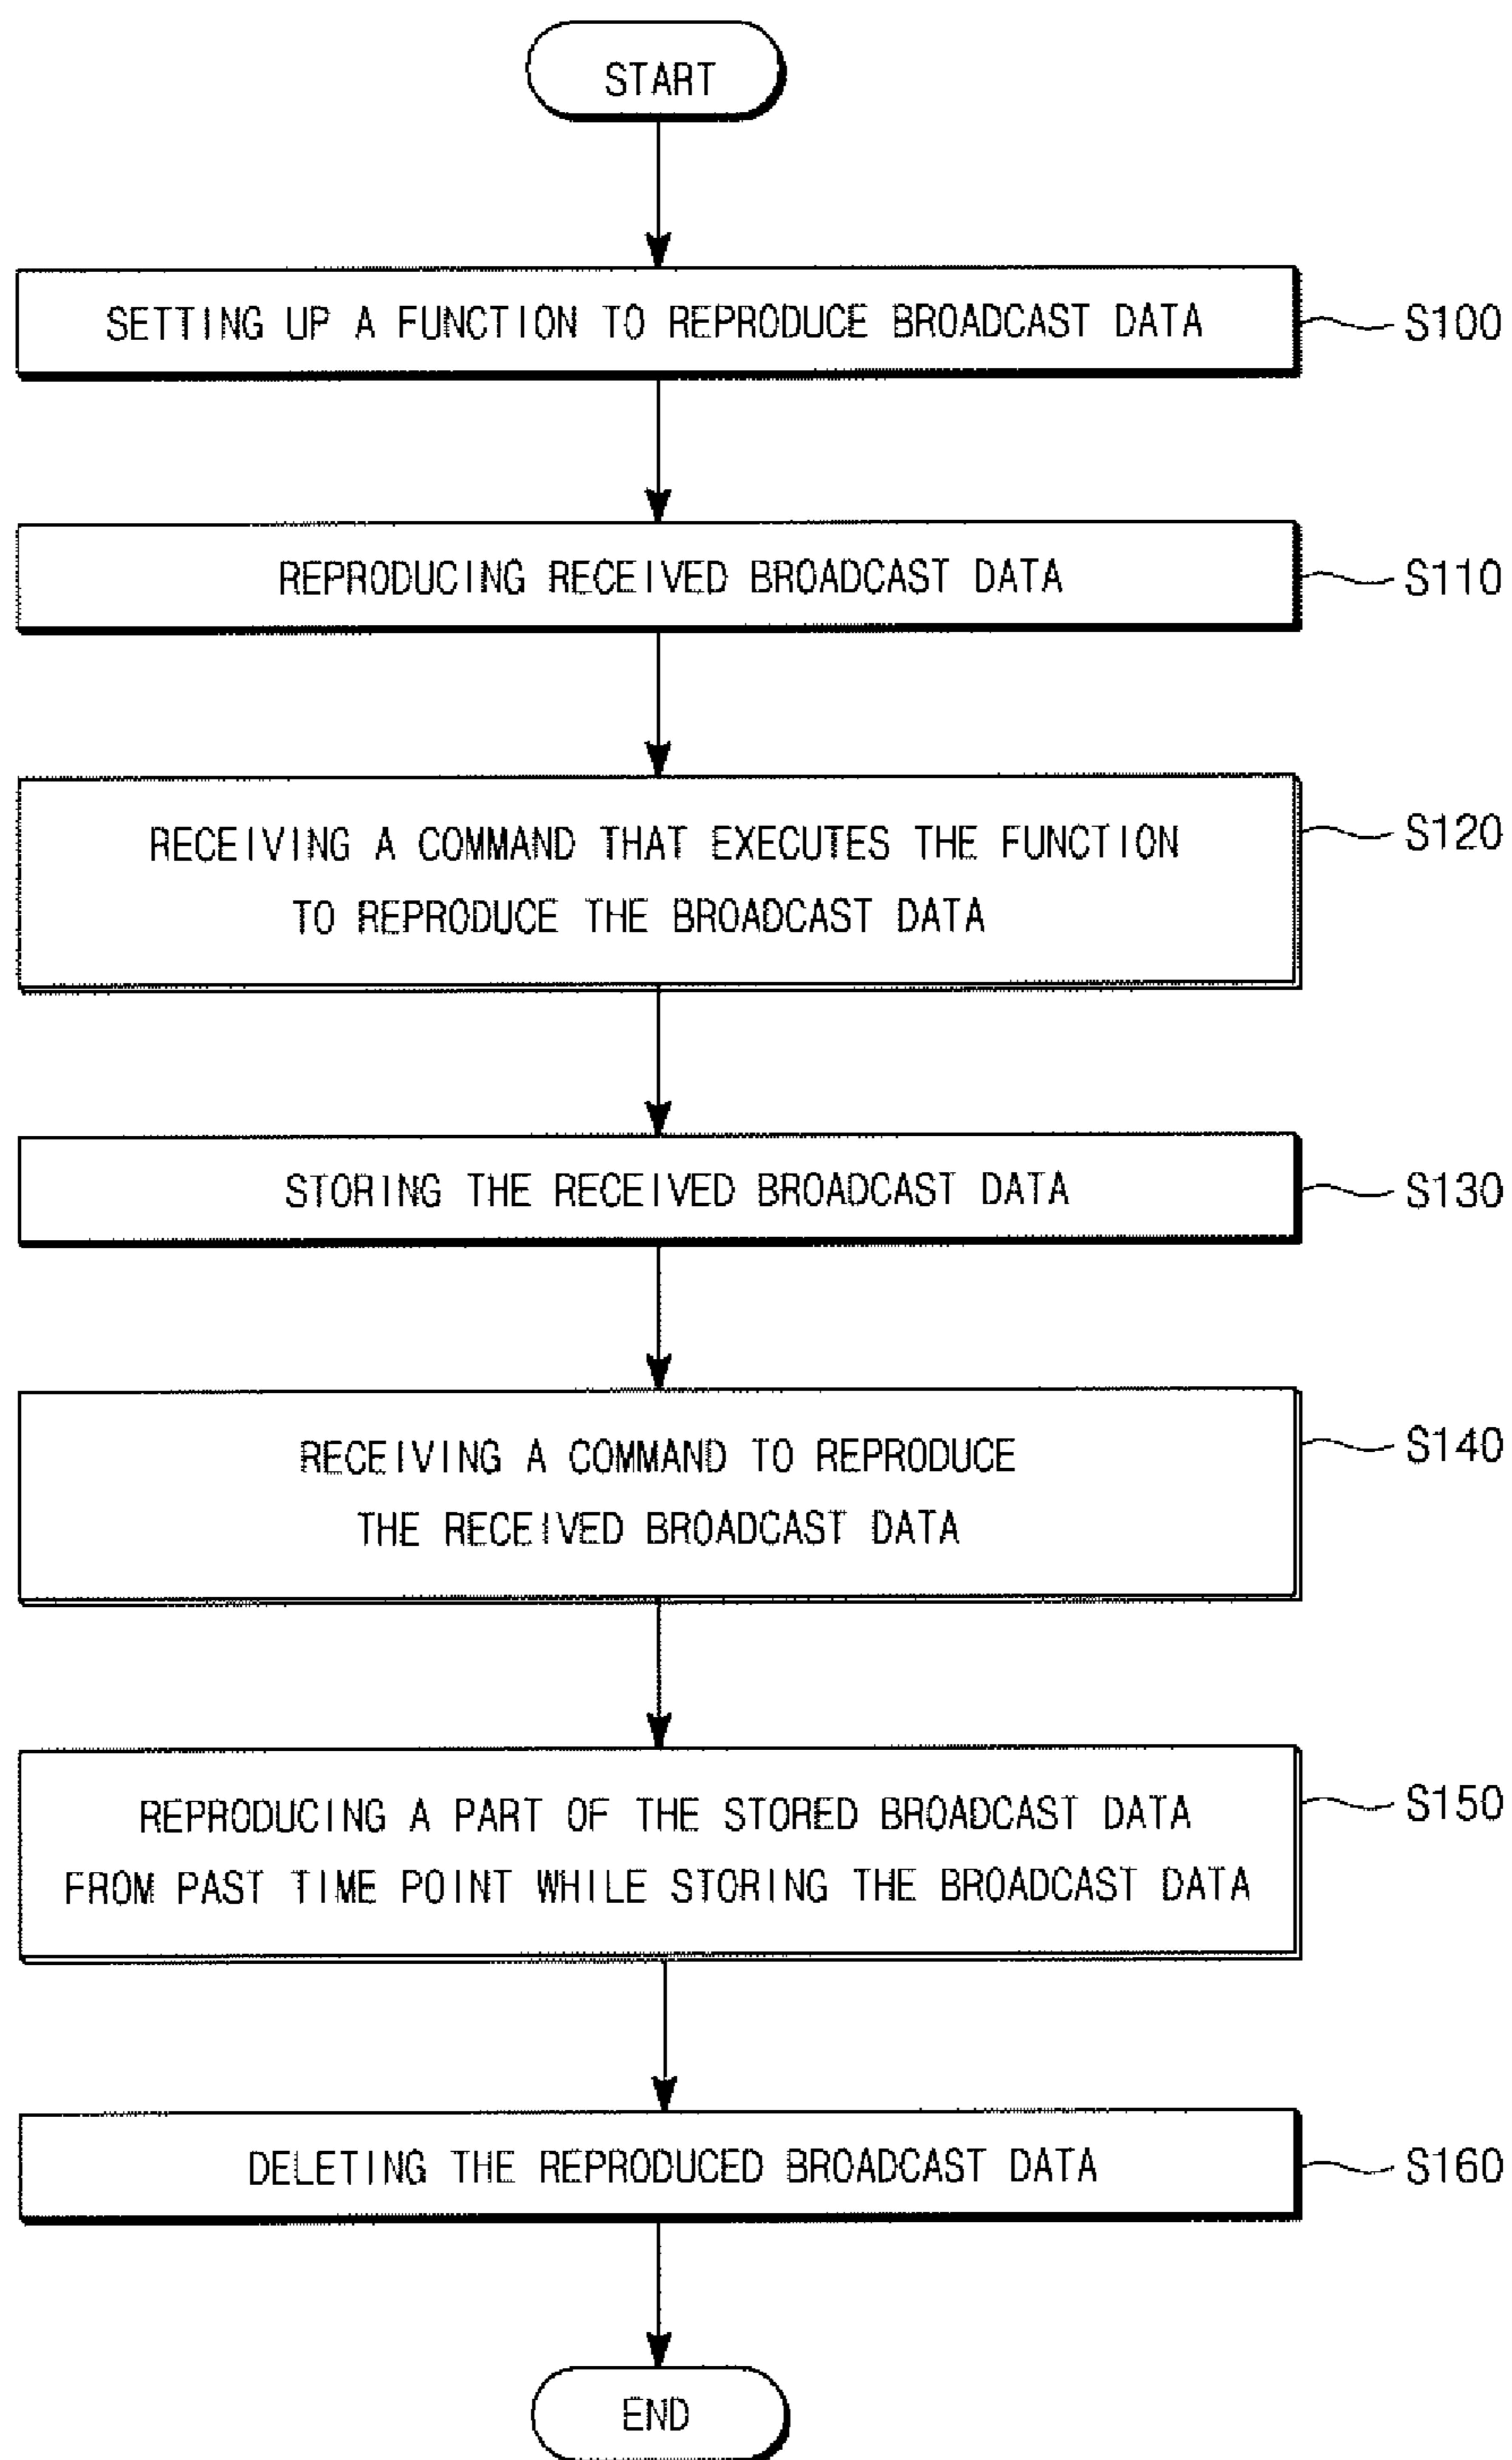 START
SETTING UP A FUNCTION TO REPRODUCE BROADCAST DATA
S100
REPRODUCING RECEIVED BROADCAST DATA
S110
RECEIVING A COMMAND THAT EXECUTES THE FUNCTION
TO REPRODUCE THE BROADCAST DATA
S120
STORING THE RECEIVED BROADCAST DATA
S130
RECEIVING A COMMAND TO REPRODUCE
THE RECEIVED BROADCAST DATA
S140
REPRODUCING A PART OF THE STORED BROADCAST DATA
FROM PAST TIME POINT WHILE STORING THE BROADCAST DATA
S150
DELETING THE REPRODUCED BROADCAST DATA
S160
END